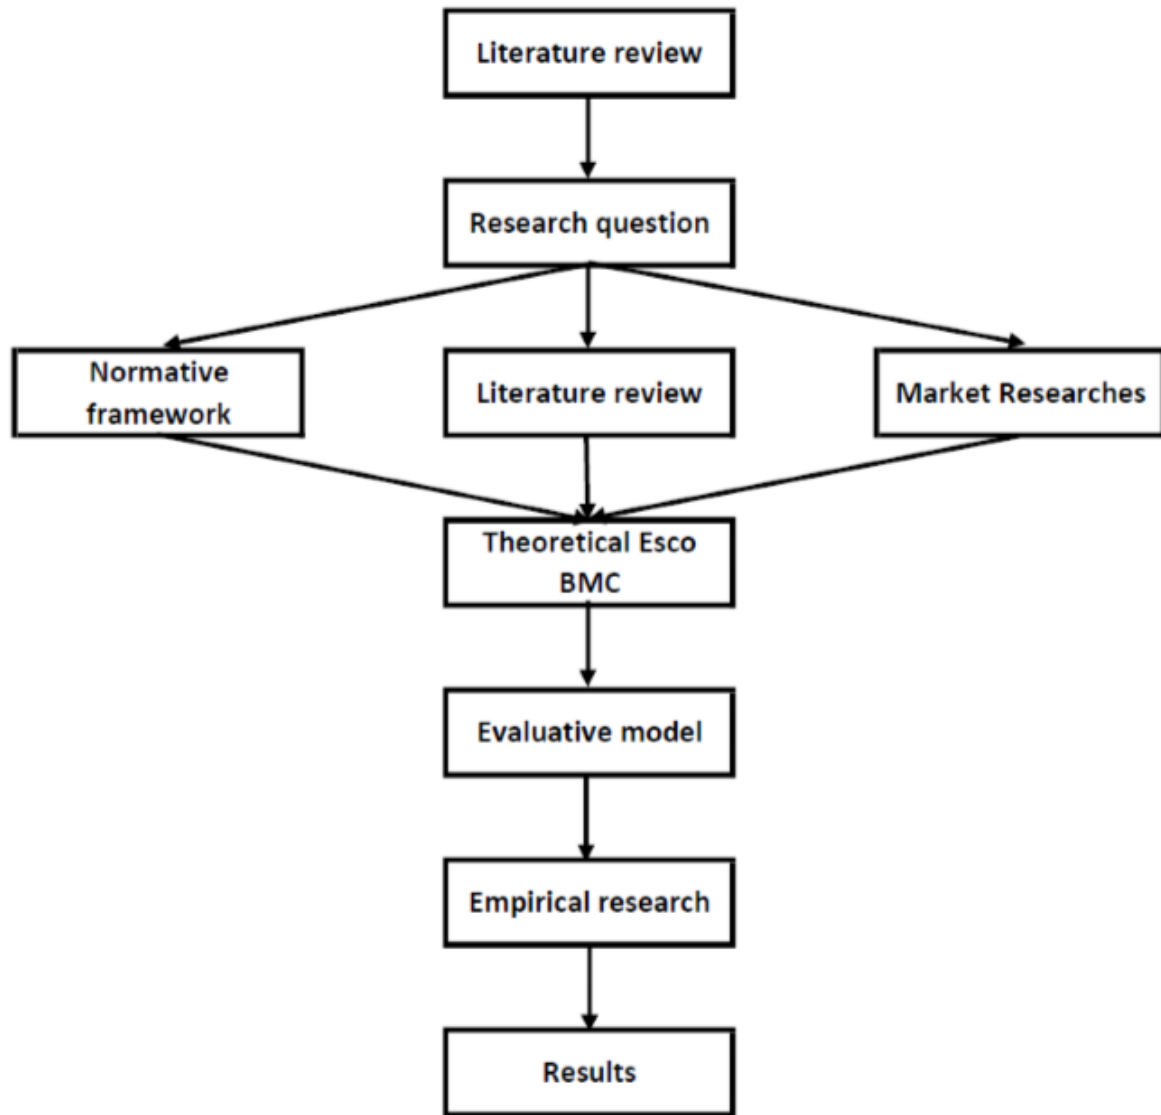 Literature review
Research question
Normative
framework
Literature review
Market Researches
Theoretical Esco
BMC
Evaluative model
Empirical research
Results